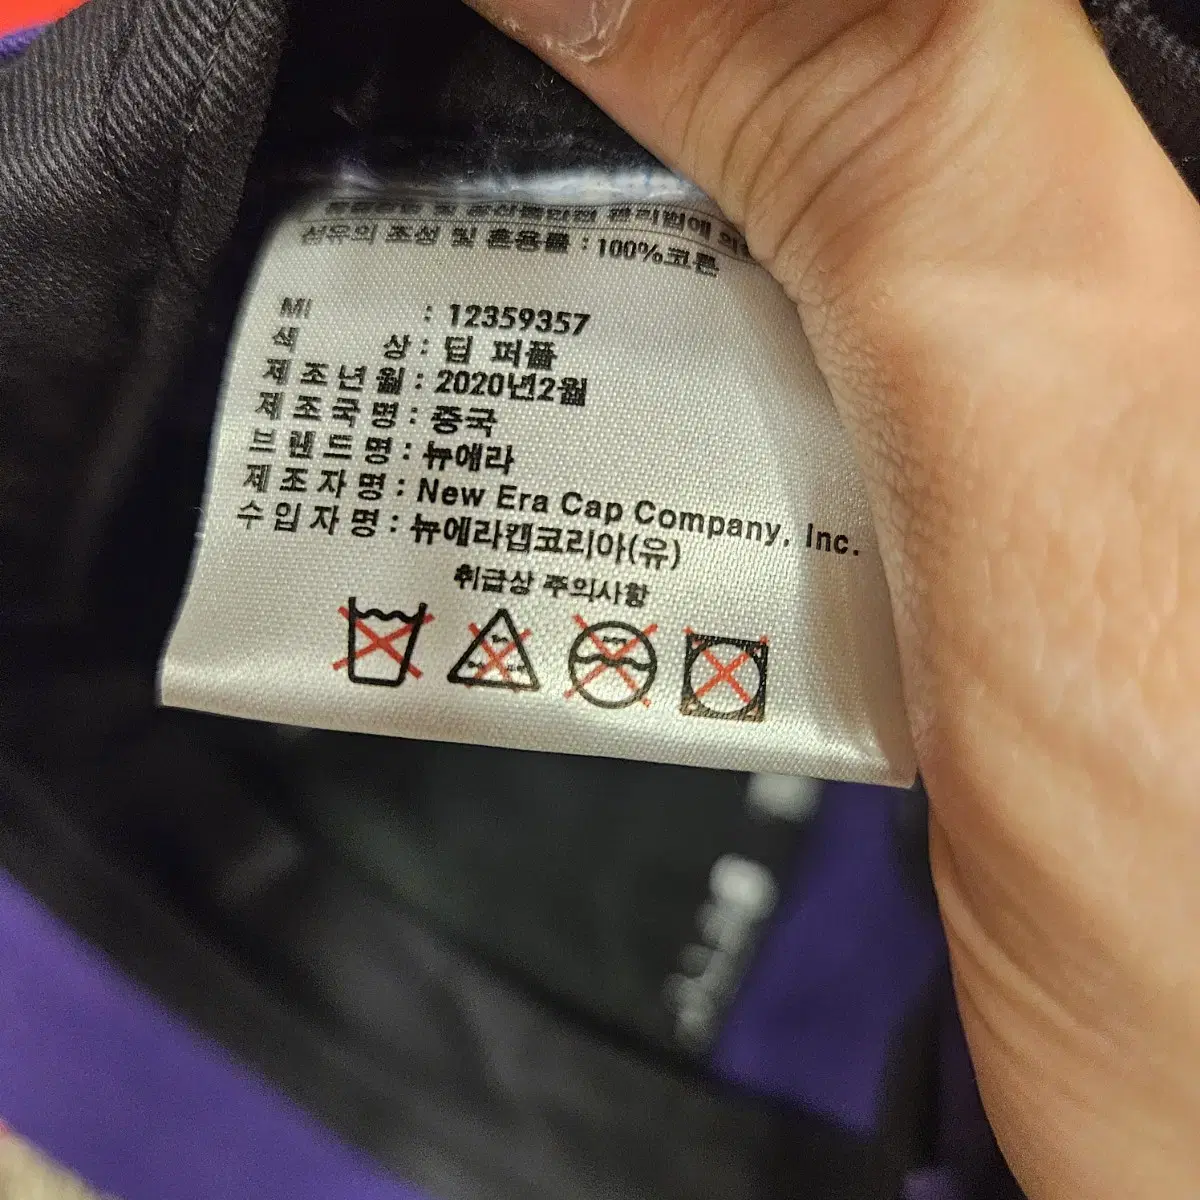 섬유의 조성 및 혼용률 : 100%코튼
MI : 12359357
색 상 : 딥 퍼플
제조년월 : 2020년2월
제조국명 : 중국
브랜드명 : 뉴에라
제조자명 : New Era Cap Company, Inc.
수입자명 : 뉴에라캡코리아(유)
취급상 주의사항